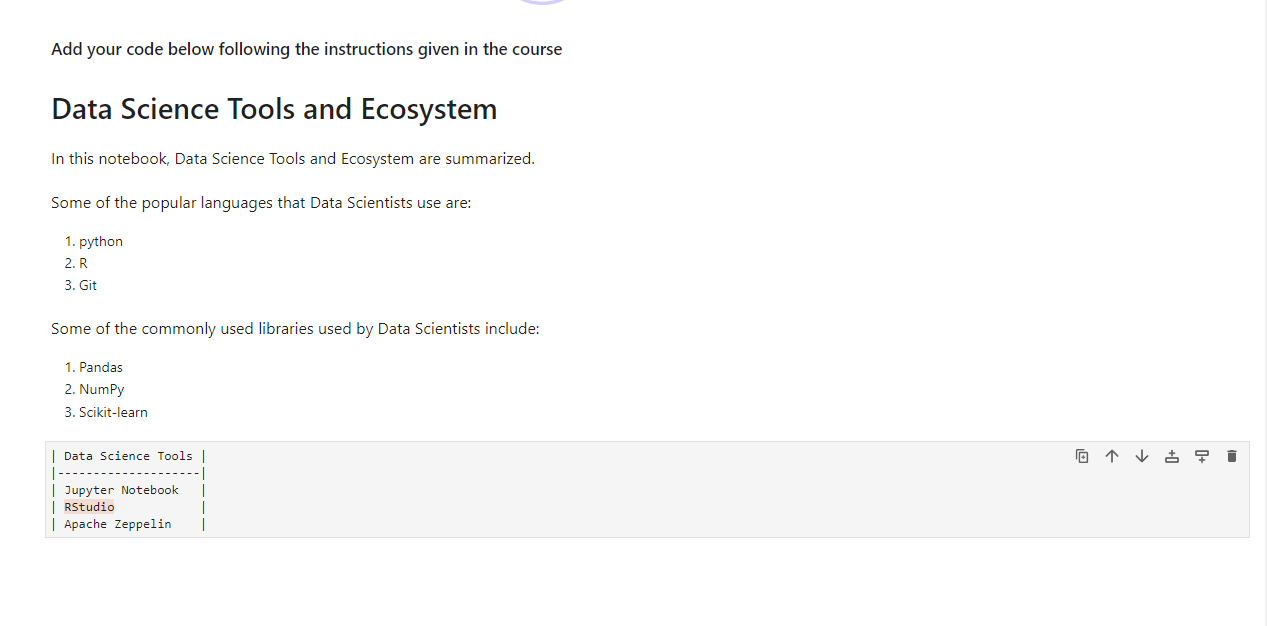 Add your code below following the instructions given in the course
Data Science Tools and Ecosystem
In this notebook, Data Science Tools and Ecosystem are summarized.
Some of the popular languages that Data Scientists use are:
1. python
2. R
3. Git
Some of the commonly used libraries used by Data Scientists include:
1. Pandas
2. NumPy
3. Scikit-learn
| Data Science Tools |
|--------------------|
| Jupyter Notebook   |
| RStudio            |
| Apache Zeppelin    |